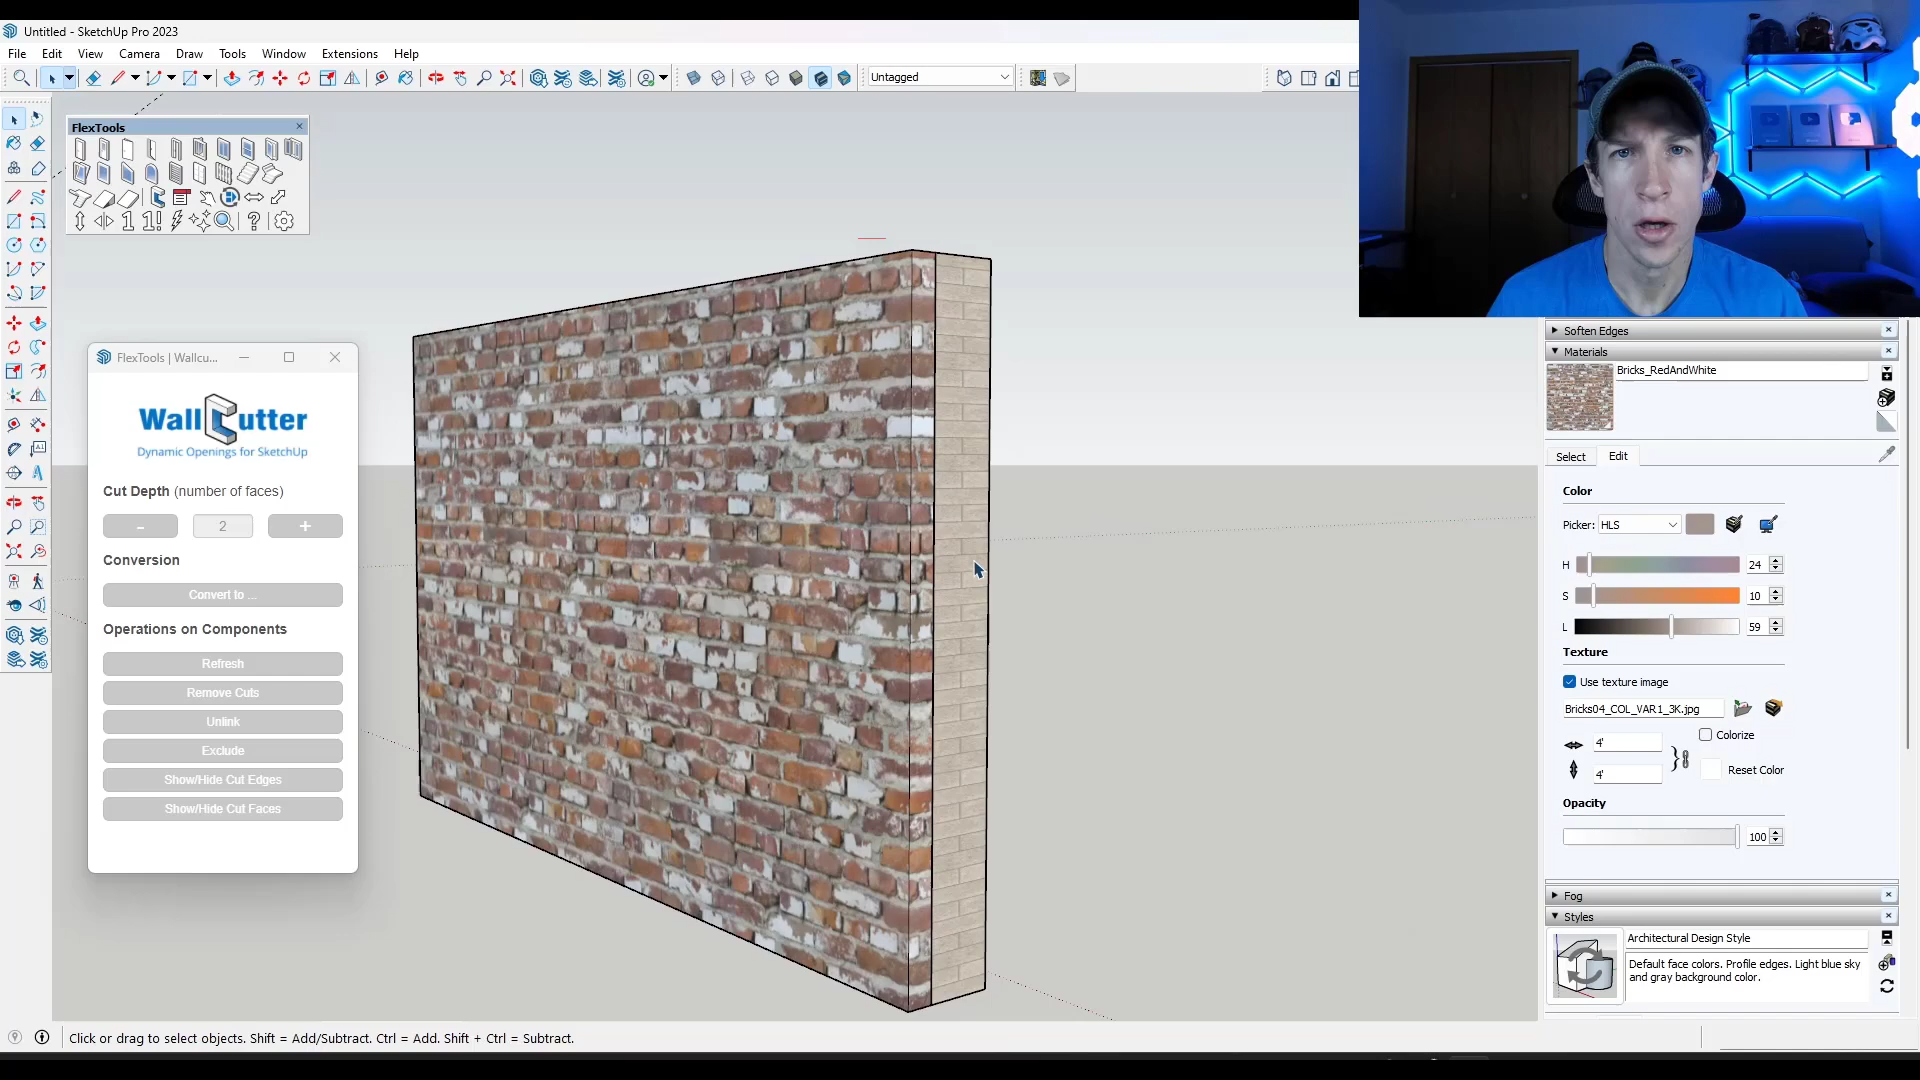 Untitled - SketchUp Pro 2023
File Edit View Camera Draw Tools Window Extensions Help
Untagged
FlexTools
FlexTools | Wallcu...
Wall Cutter
Dynamic Openings for SketchUp
Cut Depth (number of faces)
- 2 +
Conversion
Convert to ...
Operations on Components
Refresh
Remove Cuts
Unlink
Exclude
Show/Hide Cut Edges
Show/Hide Cut Faces
Soften Edges
Materials
Bricks_RedAndWhite
Select Edit
Color
Picker: HLS
H 24
S 10
L 59
Texture
Use texture image
Bricks04_COL_VAR1_3K.jpg
Colorize
4'
4'
Reset Color
Opacity
100
Fog
Styles
Architectural Design Style
Default face colors. Profile edges. Light blue sky
and gray background color.
Click or drag to select objects. Shift = Add/Subtract. Ctrl = Add. Shift + Ctrl = Subtract.